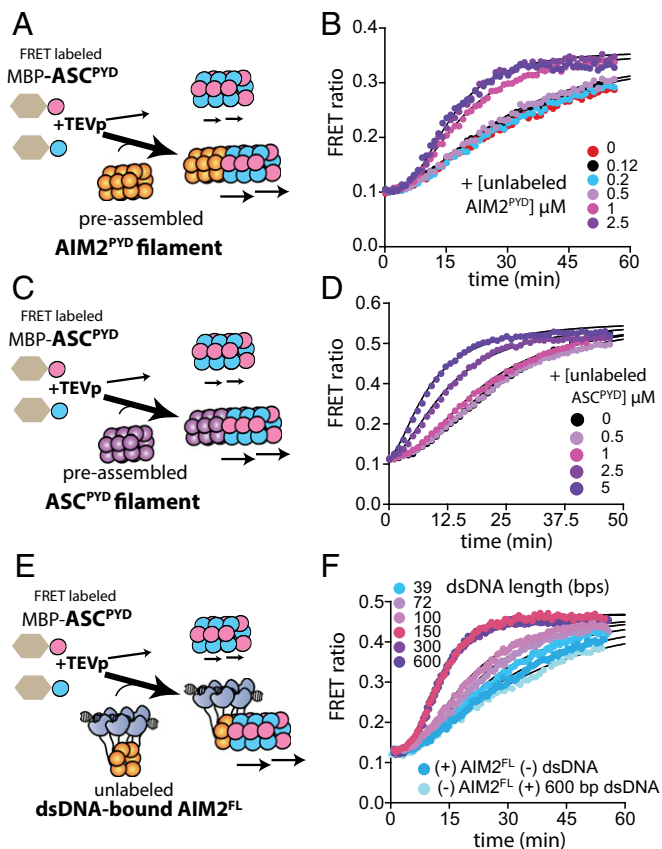 A
FRET labeled
MBP-ASCPYD
+TEVp
pre-assembled
AIM2PYD filament
B
FRET ratio
0.4
0.3
0.2
0.1
0.0
0 15 30 45 60
time (min)
+ [unlabeled
AIM2PYD] µM
0
0.12
0.2
0.5
1
2.5
C
FRET labeled
MBP-ASCPYD
+TEVp
pre-assembled
ASCPYD filament
D
FRET ratio
0.6
0.5
0.4
0.1
0.1
0.0
0 12.5 25 37.5 50
time (min)
+ [unlabeled
ASCPYD] µM
0
0.5
1
2.5
5
E
FRET labeled
MBP-ASCPYD
+TEVp
unlabeled
dsDNA-bound AIM2FL
F
FRET ratio
0.5
0.4
0.2
0.1
0.0
0 15 30 45 60
time (min)
dsDNA length (bps)
39
72
100
150
300
600
(+) AIM2FL (-) dsDNA
(-) AIM2FL (+) 600 bp dsDNA